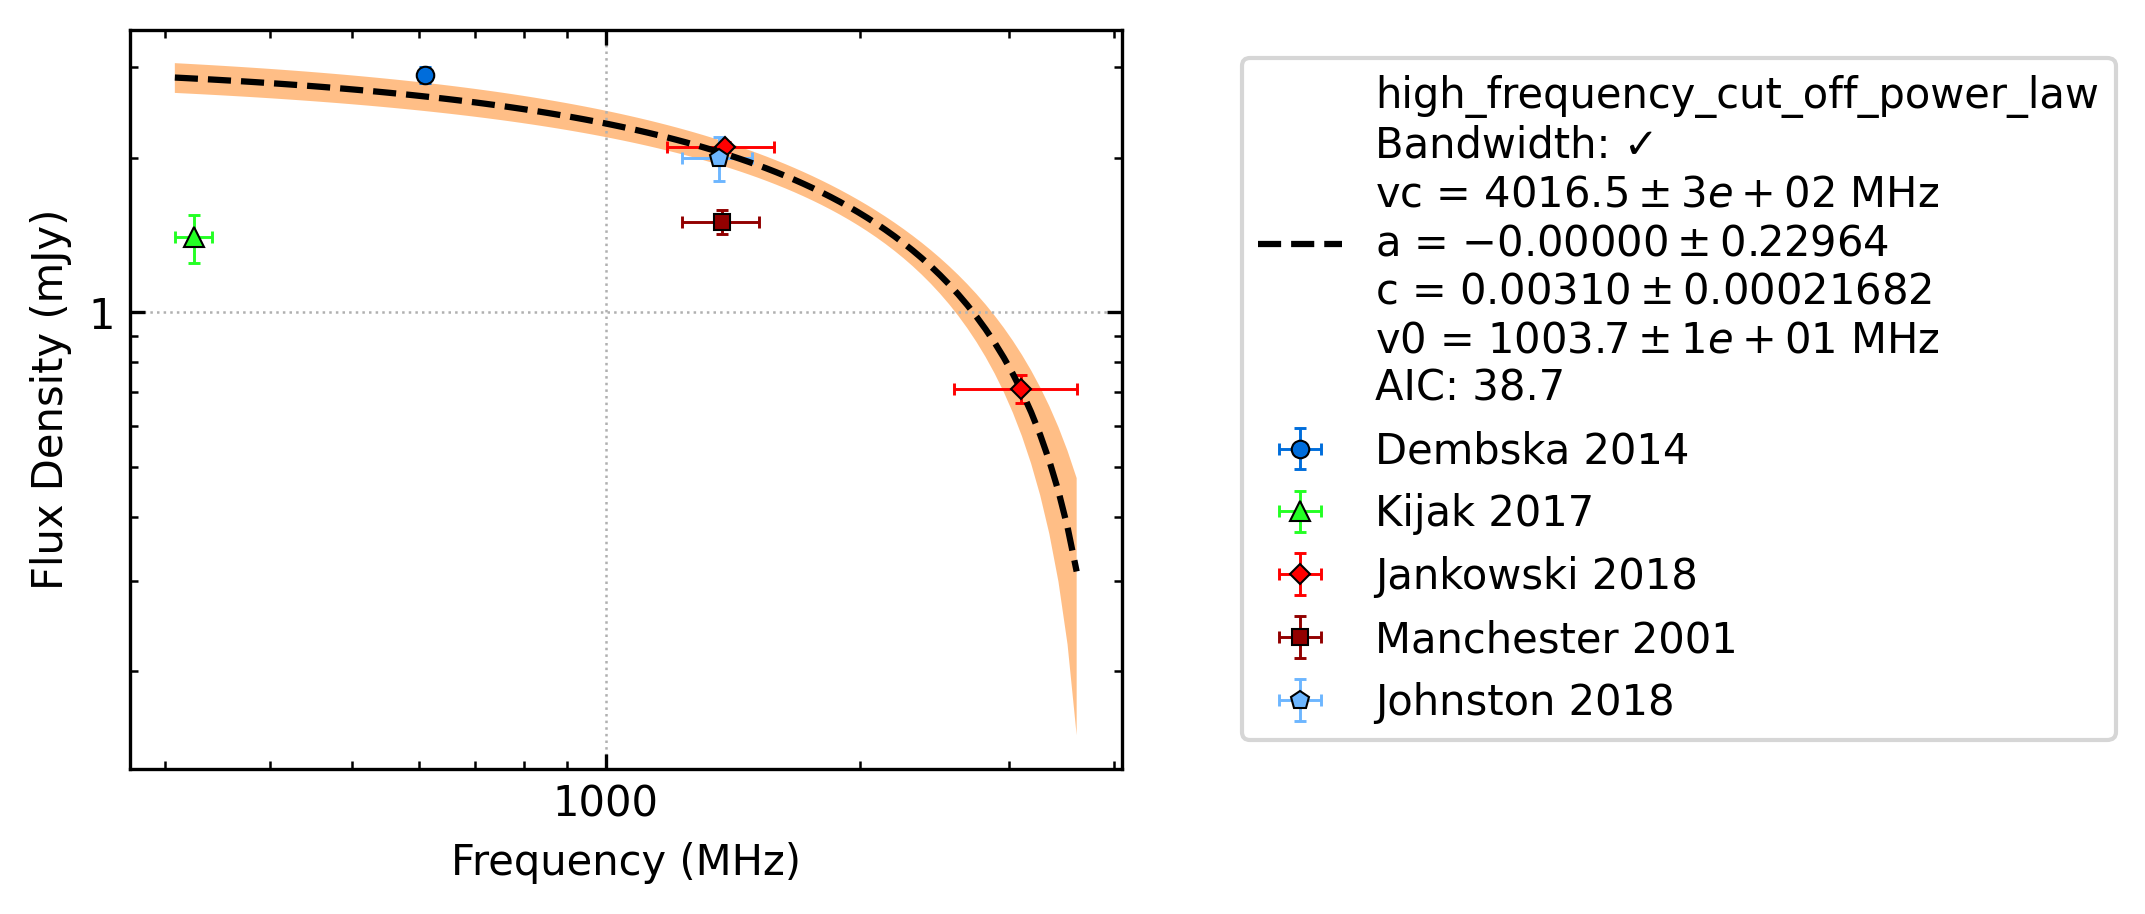 Flux Density (mJy)
1
1000
Frequency (MHz)
high_frequency_cut_off_power_law
Bandwidth: ✓
vc = 4016.5 ± 3e + 02 MHz
a = −0.00000 ± 0.22964
c = 0.00310 ± 0.00021682
v0 = 1003.7 ± 1e + 01 MHz
AIC: 38.7
Dembska 2014
Kijak 2017
Jankowski 2018
Manchester 2001
Johnston 2018